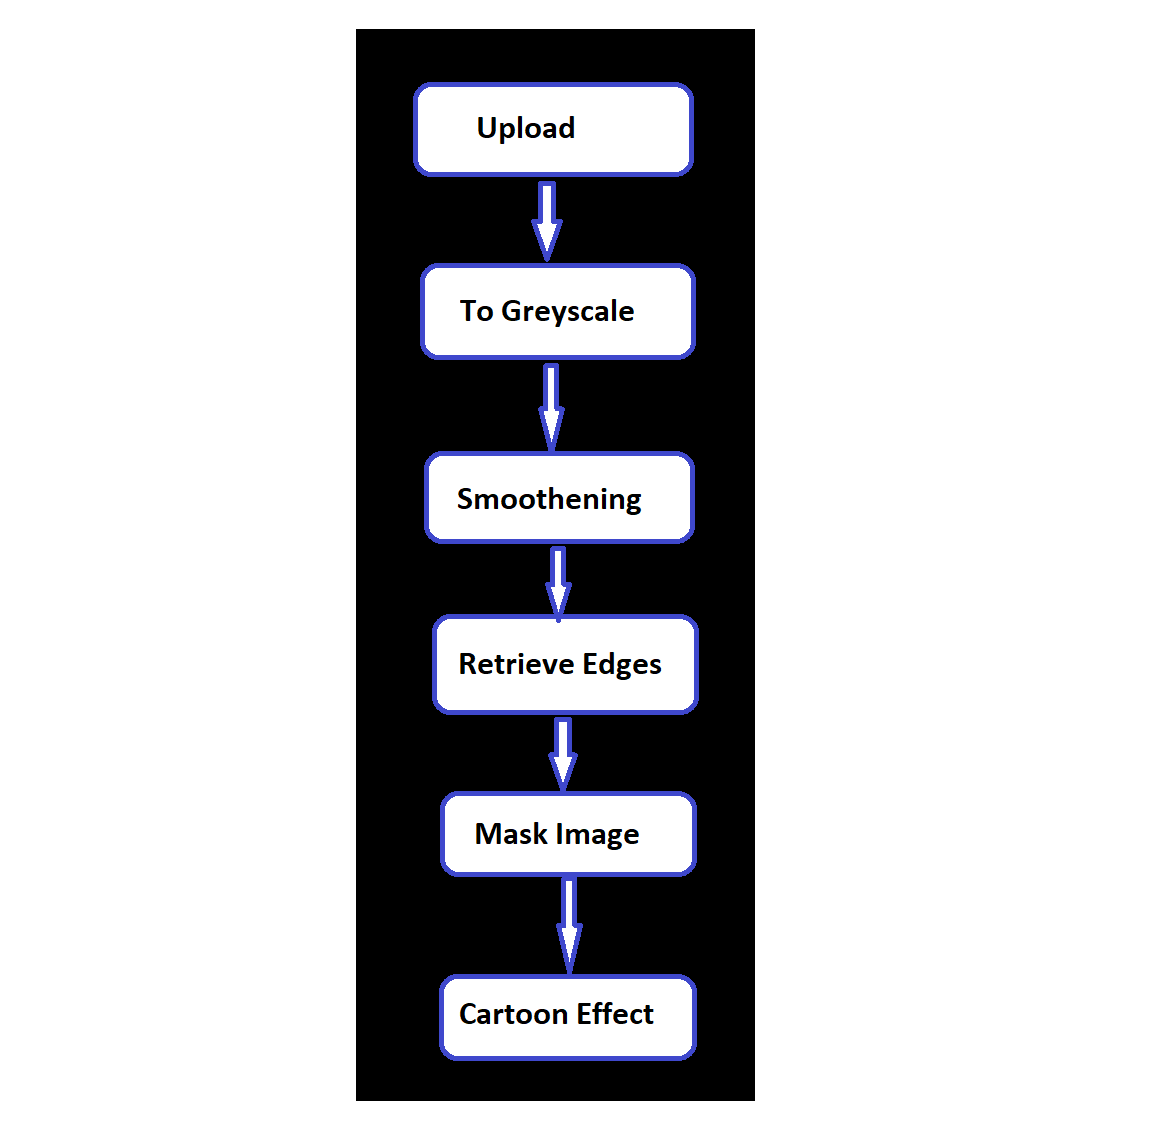 Upload
To Greyscale
Smoothening
Retrieve Edges
Mask Image
Cartoon Effect